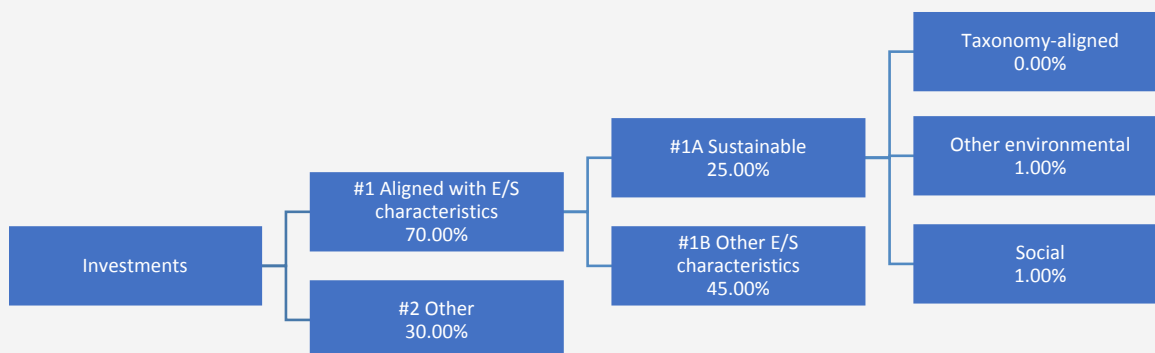 Investments
#1 Aligned with E/S
characteristics
70.00%
#2 Other
30.00%
#1A Sustainable
25.00%
#1B Other E/S
characteristics
45.00%
Taxonomy-aligned
0.00%
Other environmental
1.00%
Social
1.00%